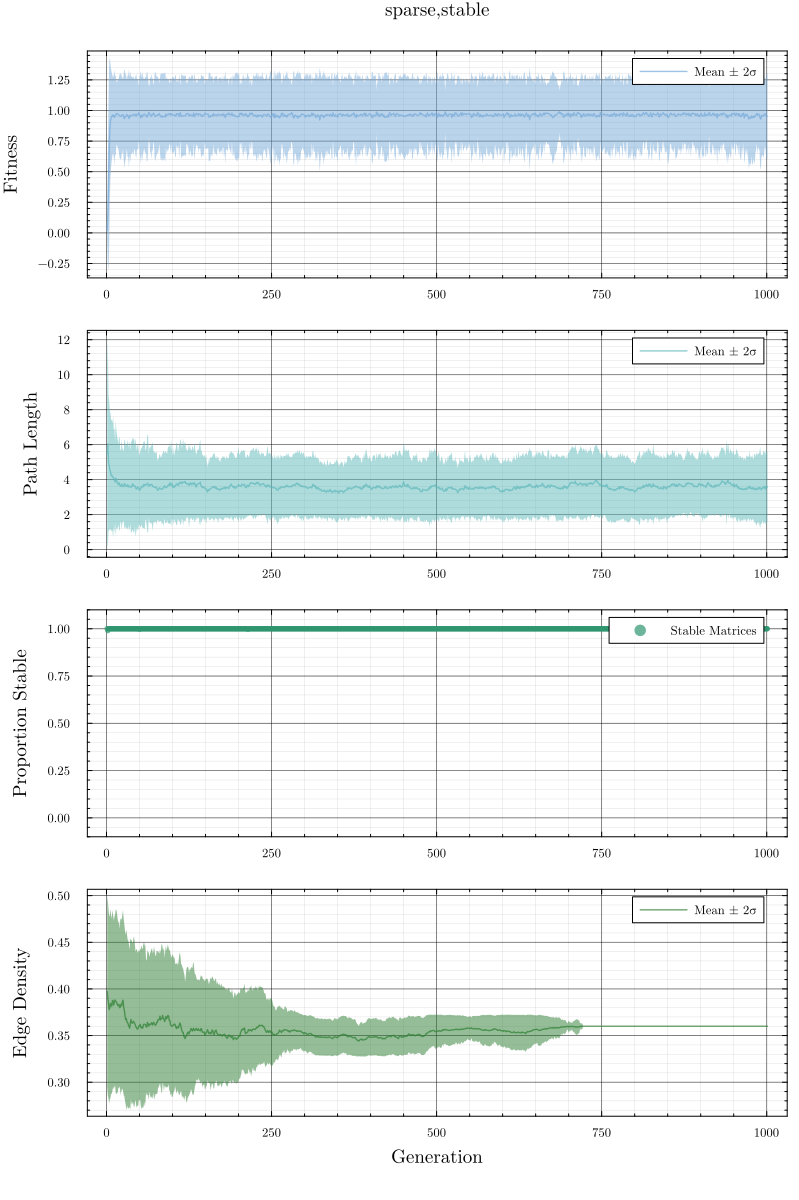 sparse,stable
Fitness
1.25
1.00
0.75
0.50
0.25
0.00
−0.25
Mean ± 2σ
0 250 500 750 1000
Path Length
12
10
8
6
4
2
0
Mean ± 2σ
0 250 500 750 1000
Proportion Stable
1.00
0.75
0.50
0.25
0.00
Stable Matrices
0 250 500 750 1000
Edge Density
0.50
0.45
0.40
0.35
0.30
Mean ± 2σ
0 250 500 750 1000
Generation